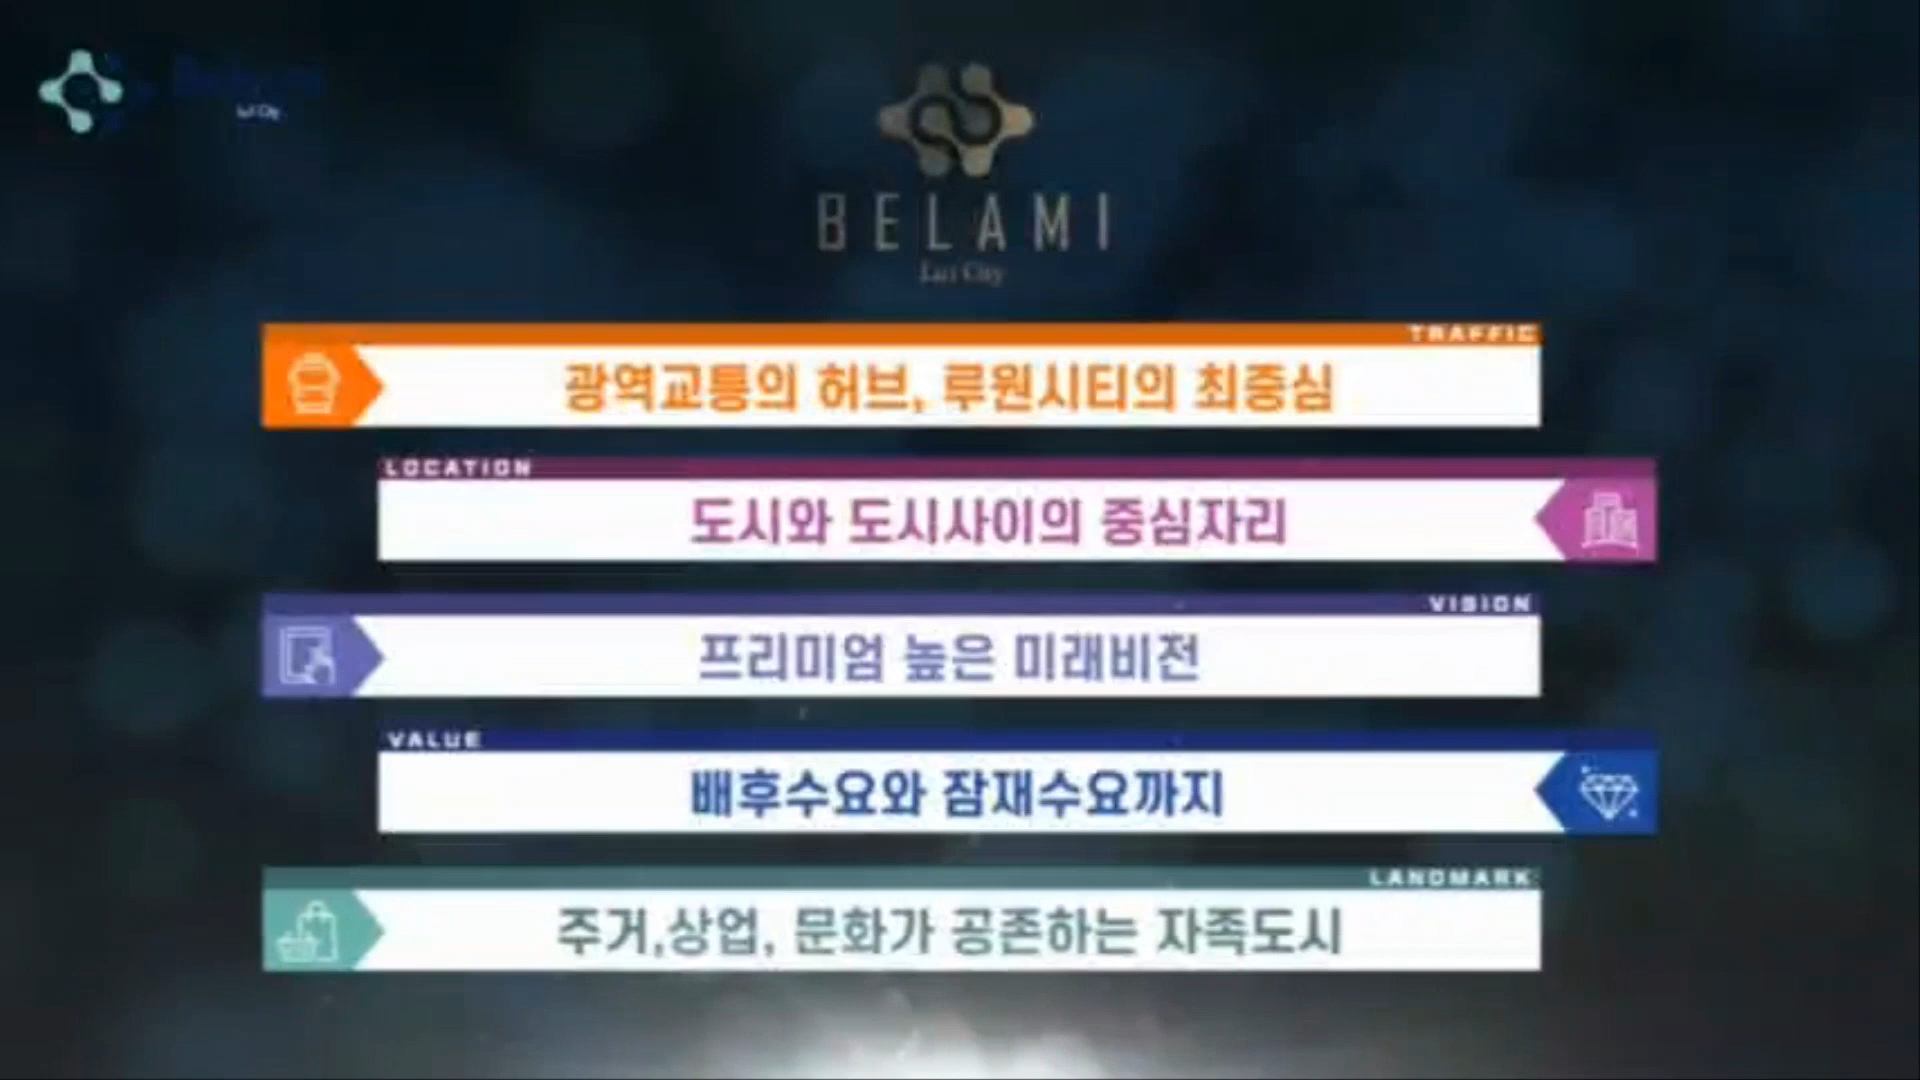 BELAMI
TRAFFIC
광역교통의 허브, 루원시티의 최중심
LOCATION
도시와 도시사이의 중심자리
VISION
프리미엄 높은 미래비전
VALUE
배후수요와 잠재수요까지
LANDMARK
주거,상업, 문화가 공존하는 자족도시